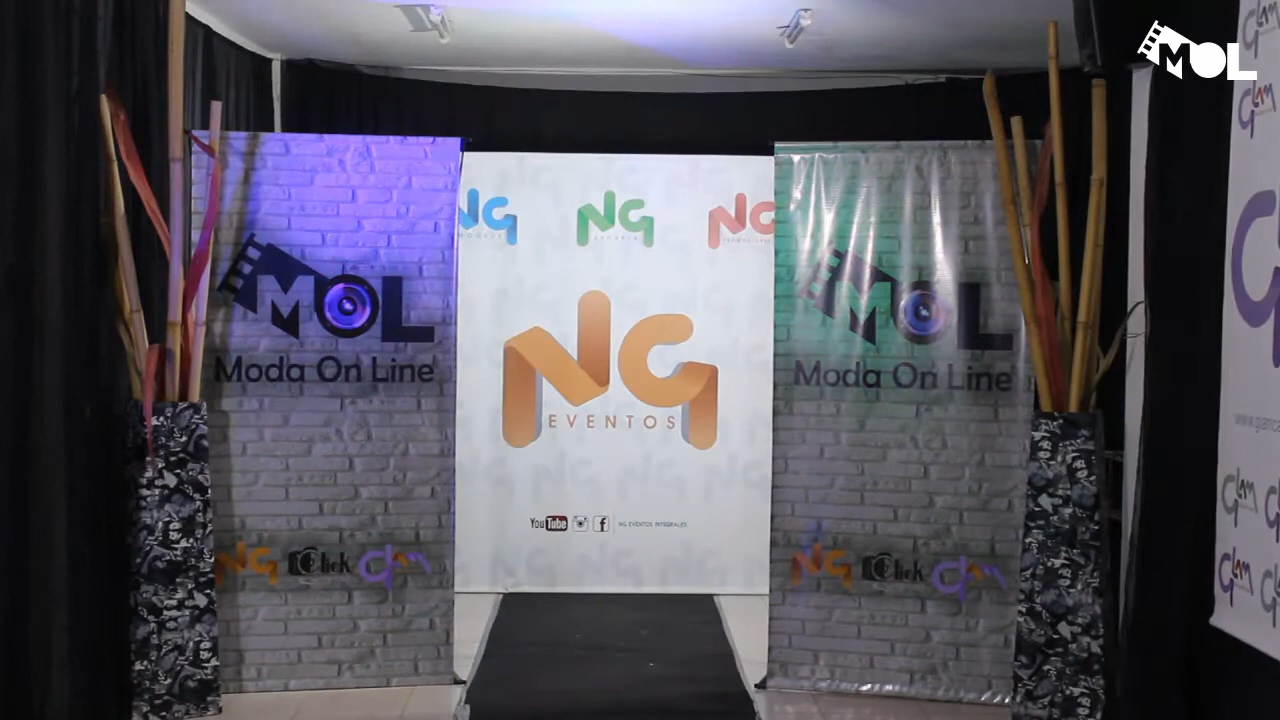 MOL
Glam
Glam
NG
NG
NG
MOL
Moda On Line
NG
EVENTOS
MOL
Moda On Line
YouTube
NG EVENTOS INTEGRALES
NG Click Glam
NG Click Glam
Glam
Glam